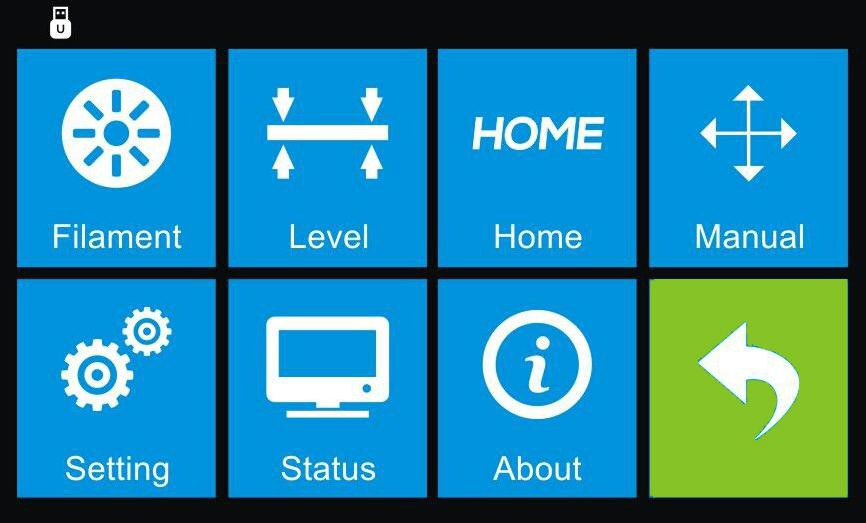 U
Filament
Level
HOME
Home
Manual
Setting
Status
i
About